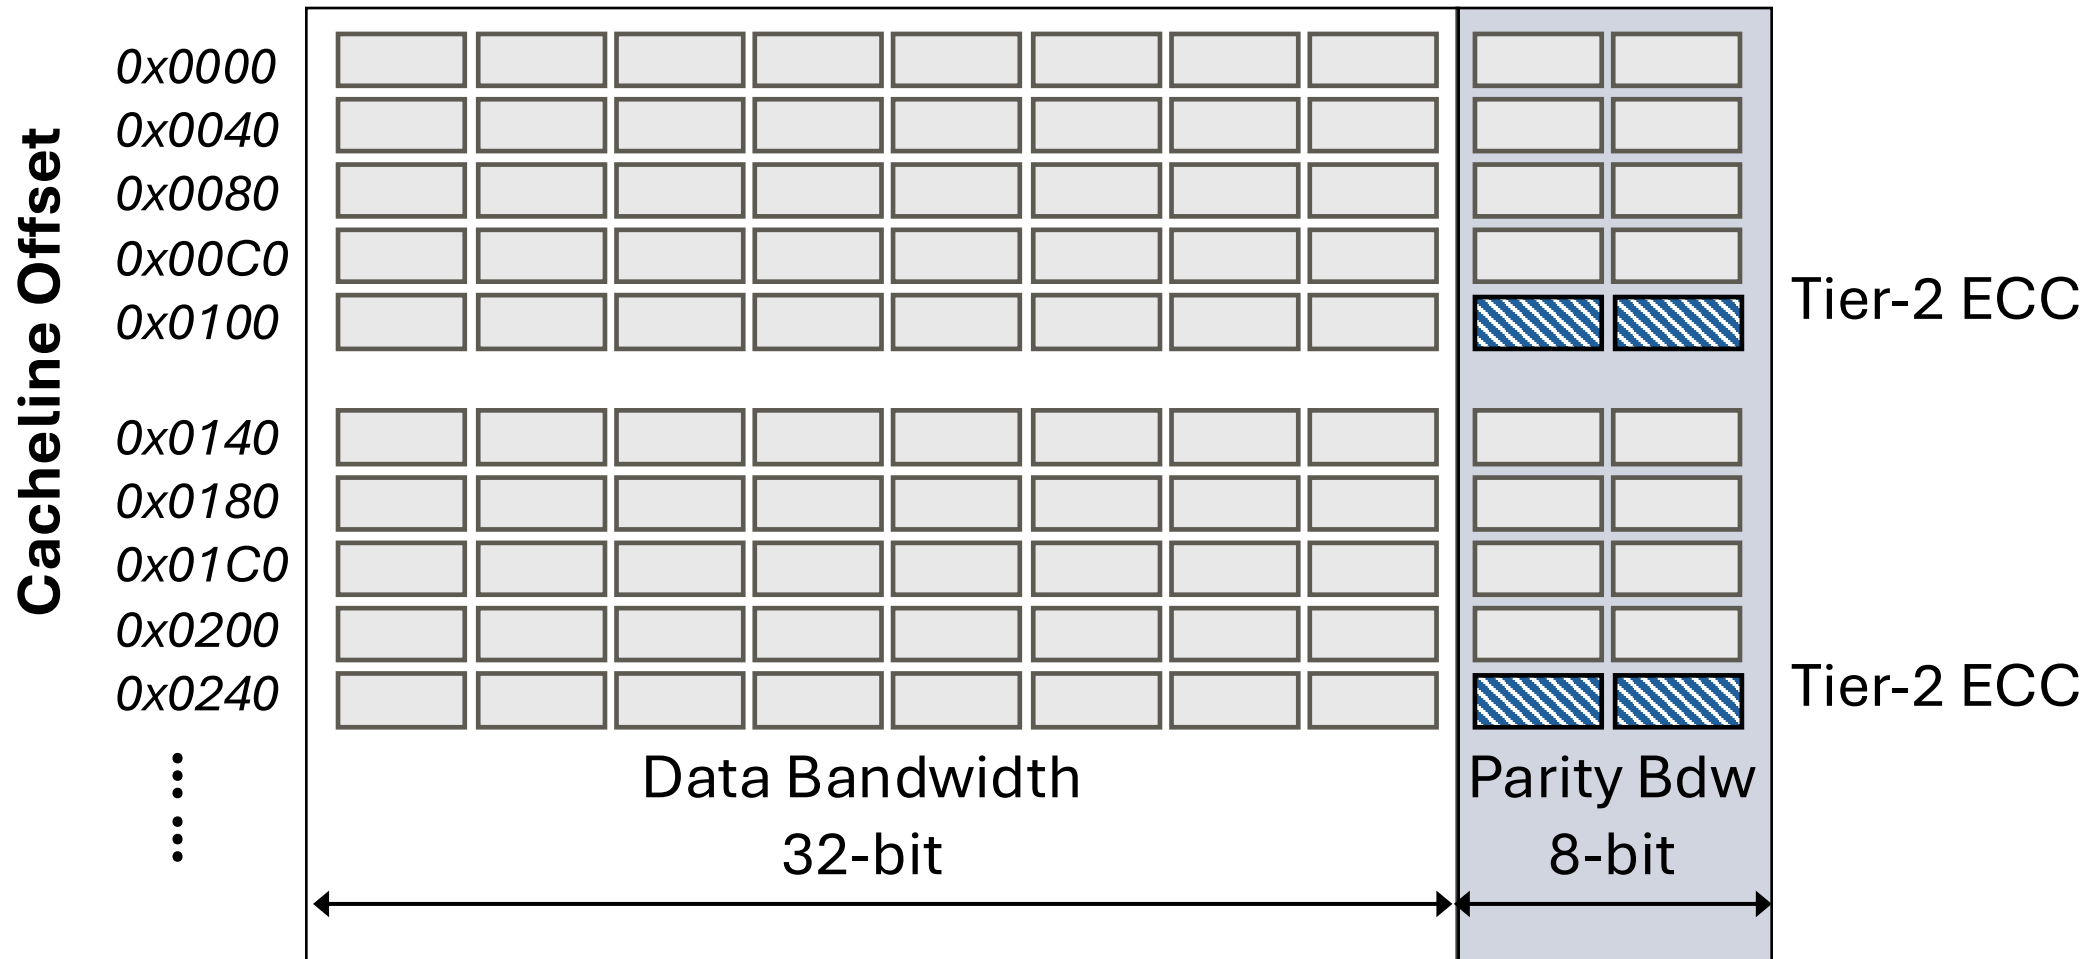 Cacheline Offset
0x0000
0x0040
0x0080
0x00C0
0x0100
Tier-2 ECC
0x0140
0x0180
0x01C0
0x0200
0x0240
Tier-2 ECC
Data Bandwidth
32-bit
Parity Bdw
8-bit